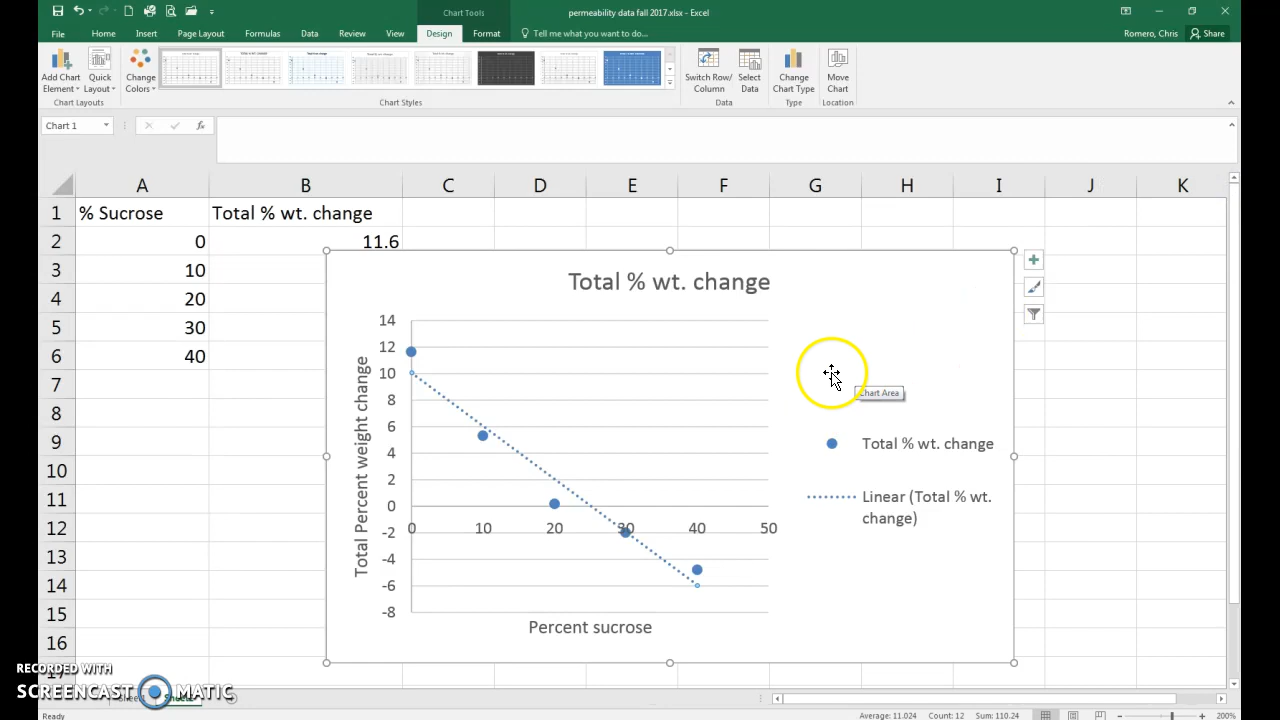 Chart Tools
permeability data fall 2017.xlsx - Excel
File Home Insert Page Layout Formulas Data Review View Design Format Tell me what you want to do... Romero, Chris Share
Add Chart Element Quick Layout Change Colors Switch Row/ Column Select Data Change Chart Type Move Chart
Chart Layouts Chart Styles Data Type Location
Chart 1 fx
A B C D E F G H I J K
1 % Sucrose Total % wt. change
2 0 11.6
3 10
4 20
5 30
6 40
7
8
9
10
11
12
13
14
15
16
Total % wt. change
14
12
10
8
6
4
2
0
-2
-4
-6
-8
0 10 20 30 40 50
Total Percent weight change
Percent sucrose
Chart Area
Total % wt. change
Linear (Total % wt.
change)
RECORDED WITH
SCREENCAST MATIC
Ready Average: 11.024 Count: 12 Sum: 110.24 200%